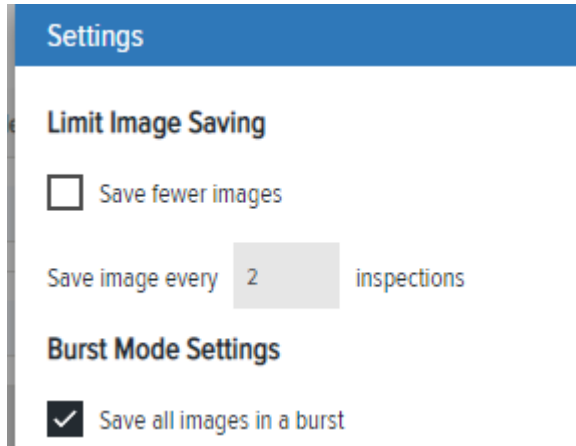 Settings
Limit Image Saving
Save fewer images
Save image every 2 inspections
Burst Mode Settings
Save all images in a burst